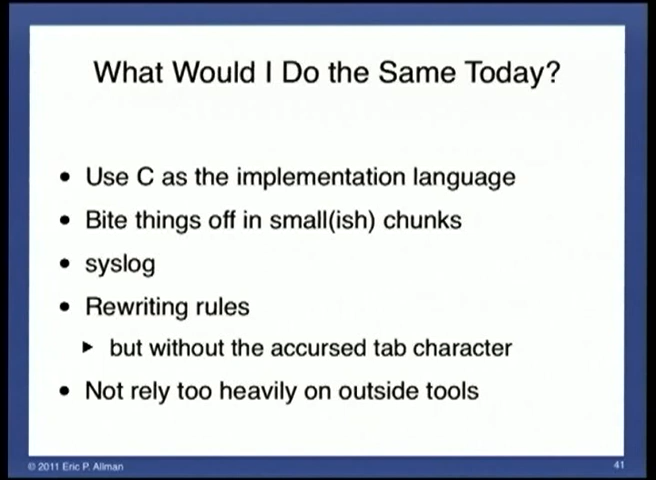 What Would I Do the Same Today?
• Use C as the implementation language
• Bite things off in small(ish) chunks
• syslog
• Rewriting rules
► but without the accursed tab character
• Not rely too heavily on outside tools
© 2011 Eric P. Allman
41